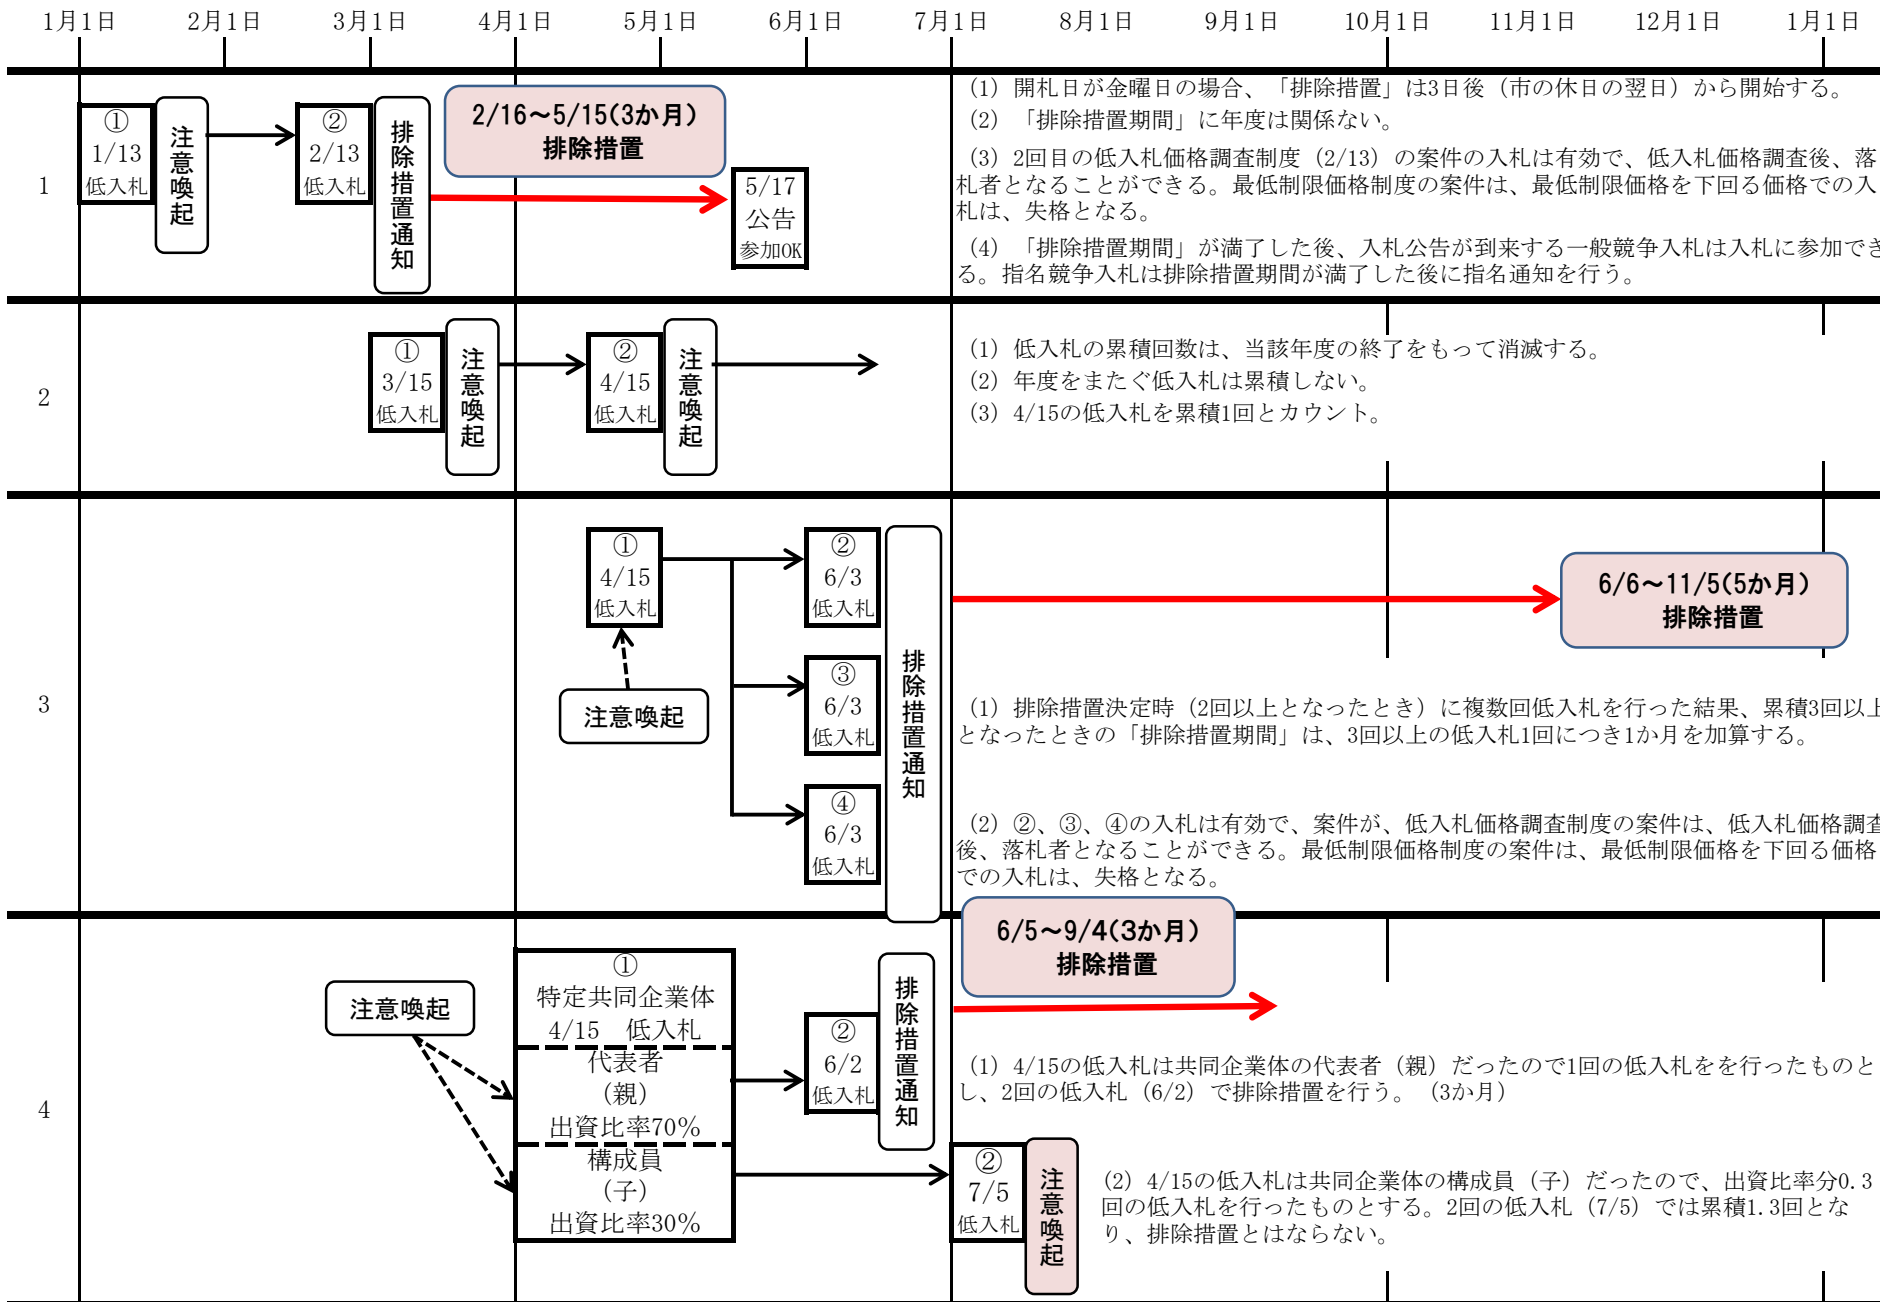 1月1日 2月1日 3月1日 4月1日 5月1日 6月1日 7月1日 8月1日 9月1日 10月1日 11月1日 12月1日 1月1日
1
①
1/13
低入札
注意喚起
②
2/13
低入札
排除措置通知
2/16～5/15(3か月)
排除措置
5/17
公告
参加OK
(1) 開札日が金曜日の場合、「排除措置」は3日後（市の休日の翌日）から開始する。
(2) 「排除措置期間」に年度は関係ない。
(3) 2回目の低入札価格調査制度（2/13）の案件の入札は有効で、低入札価格調査後、落
札者となることができる。最低制限価格制度の案件は、最低制限価格を下回る価格での入
札は、失格となる。
(4) 「排除措置期間」が満了した後、入札公告が到来する一般競争入札は入札に参加でき
る。指名競争入札は排除措置期間が満了した後に指名通知を行う。
2
①
3/15
低入札
注意喚起
②
4/15
低入札
注意喚起
(1) 低入札の累積回数は、当該年度の終了をもって消滅する。
(2) 年度をまたぐ低入札は累積しない。
(3) 4/15の低入札を累積1回とカウント。
3
①
4/15
低入札
注意喚起
②
6/3
低入札
③
6/3
低入札
④
6/3
低入札
排除措置通知
6/6～11/5(5か月)
排除措置
(1) 排除措置決定時（2回以上となったとき）に複数回低入札を行った結果、累積3回以上
となったときの「排除措置期間」は、3回以上の低入札1回につき1か月を加算する。
(2) ②、③、④の入札は有効で、案件が、低入札価格調査制度の案件は、低入札価格調査
後、落札者となることができる。最低制限価格制度の案件は、最低制限価格を下回る価格
での入札は、失格となる。
4
注意喚起
①
特定共同企業体
4/15 低入札
代表者
(親)
出資比率70%
構成員
(子)
出資比率30%
②
6/2
低入札
排除措置通知
6/5～9/4(3か月)
排除措置
(1) 4/15の低入札は共同企業体の代表者（親）だったので1回の低入札をを行ったものと
し、2回の低入札（6/2）で排除措置を行う。（3か月）
②
7/5
低入札
注意喚起
(2) 4/15の低入札は共同企業体の構成員（子）だったので、出資比率分0.3
回の低入札を行ったものとする。2回の低入札（7/5）では累積1.3回とな
り、排除措置とはならない。